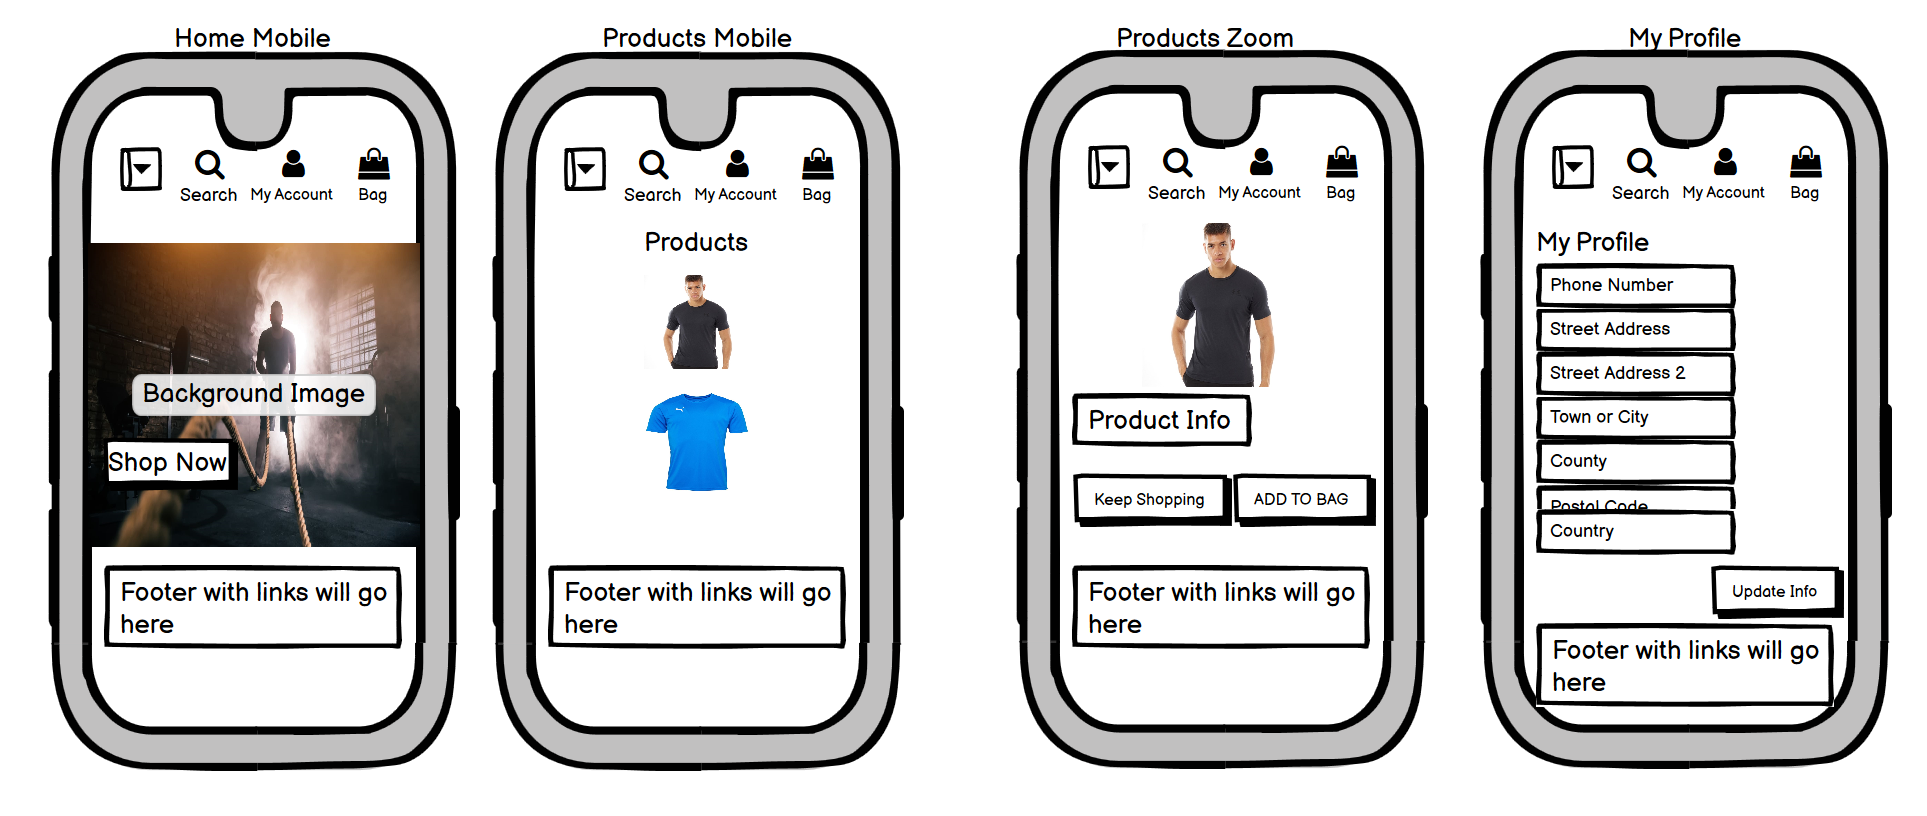 Home Mobile
Search
My Account
Bag
Background Image
Shop Now
Footer with links will go
here
Products Mobile
Search
My Account
Bag
Products
Footer with links will go
here
Products Zoom
Search
My Account
Bag
Product Info
Keep Shopping
ADD TO BAG
Footer with links will go
here
My Profile
Search
My Account
Bag
My Profile
Phone Number
Street Address
Street Address 2
Town or City
County
Postal Code
Country
Update Info
Footer with links will go
here